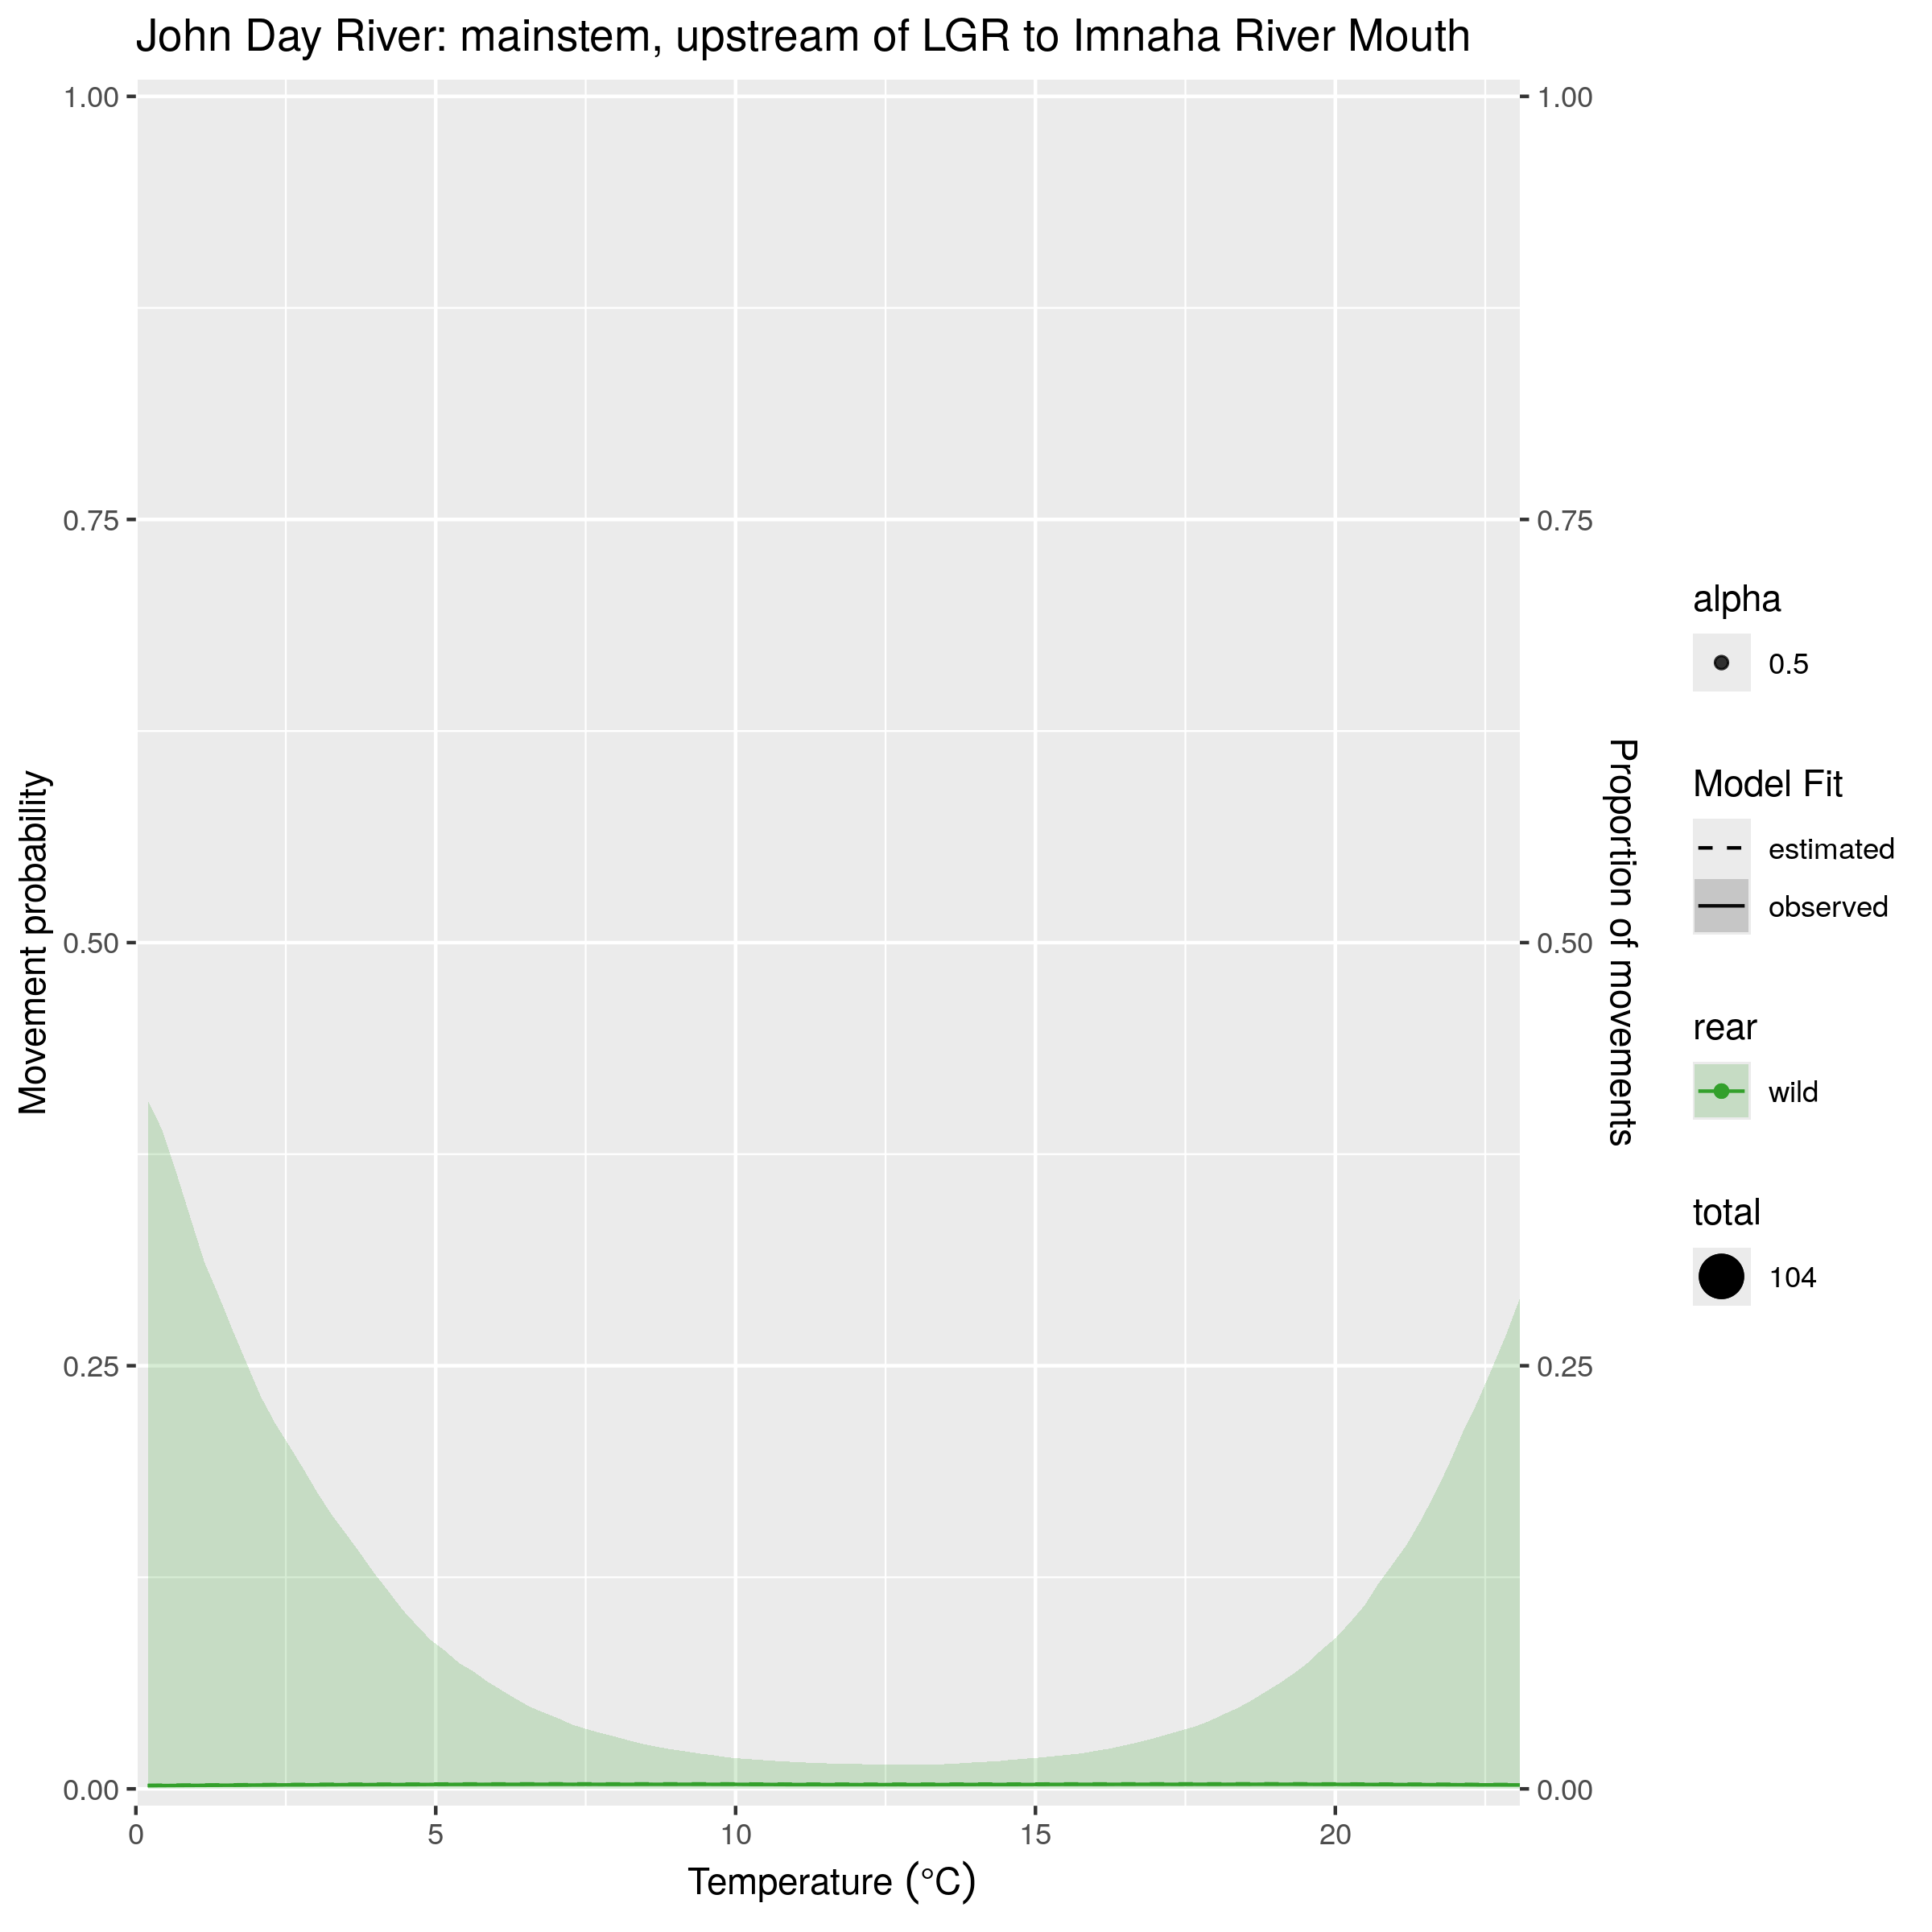 John Day River: mainstem, upstream of LGR to Imnaha River Mouth
1.00
0.75
0.50
0.25
0.00
Movement probability
0
5
10
15
20
Temperature (°C)
1.00
0.75
0.50
0.25
0.00
Proportion of movements
alpha
0.5
Model Fit
estimated
observed
rear
wild
total
104